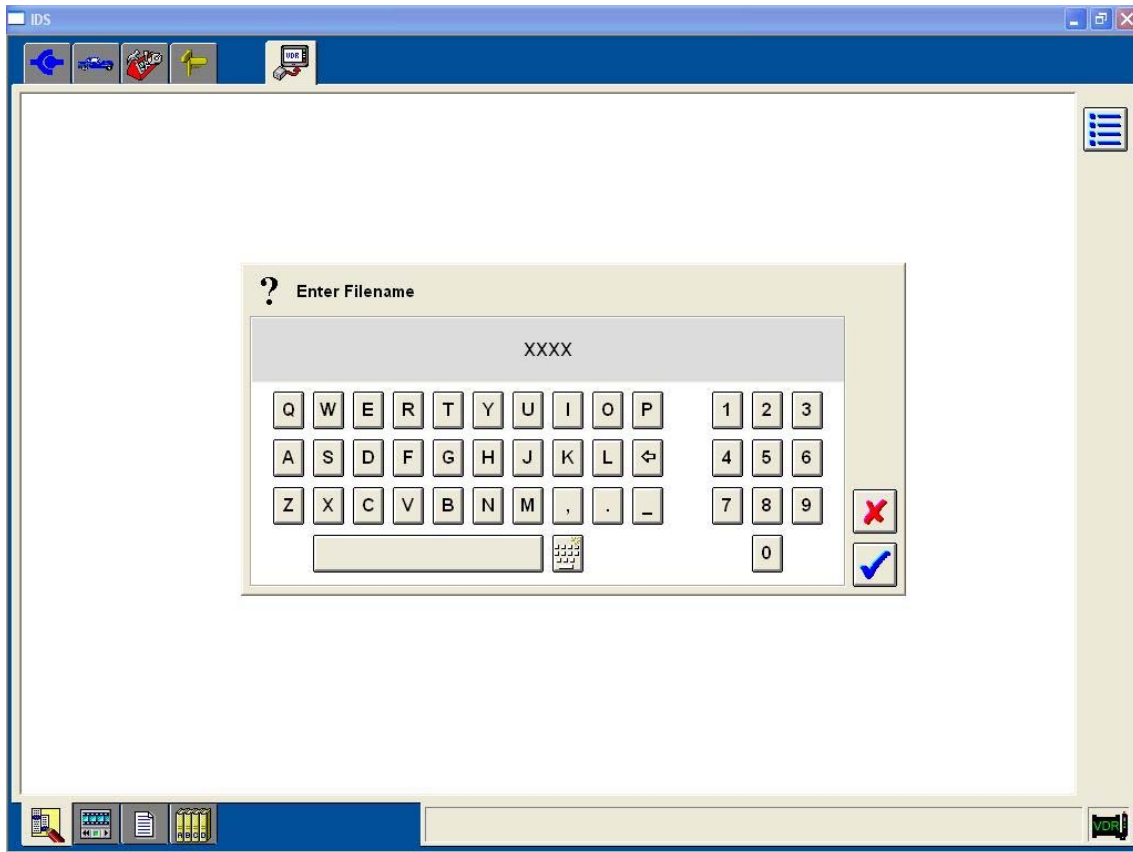 IDS
VDR
? Enter Filename
XXXX
Q W E R T Y U I O P 1 2 3
A S D F G H J K L 4 5 6
Z X C V B N M , . _ 7 8 9
0
A B C D
VDR